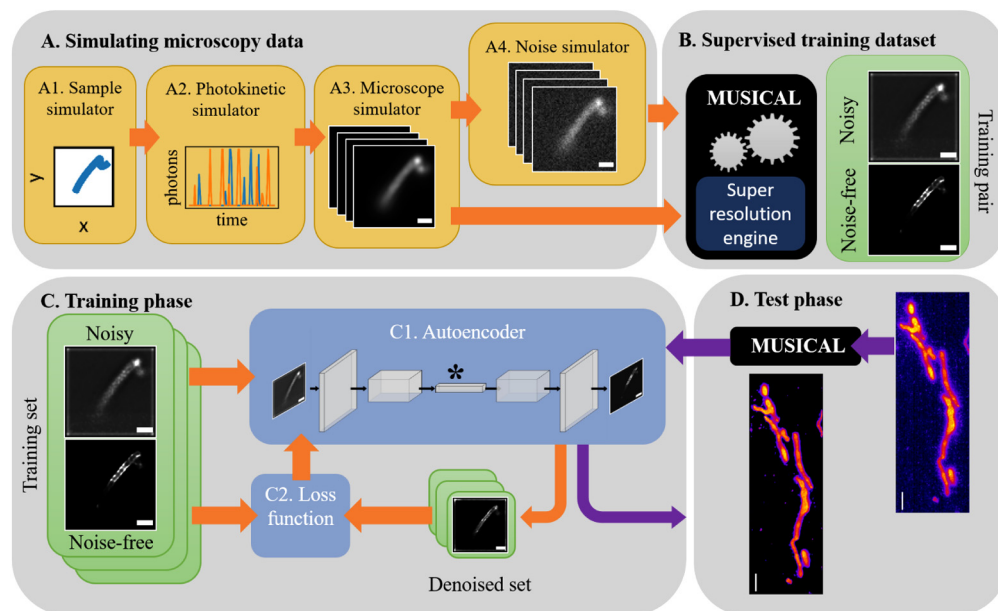 A. Simulating microscopy data
A1. Sample
simulator
y
x
A2. Photokinetic
simulator
photons
time
A3. Microscope
simulator
A4. Noise simulator
B. Supervised training dataset
MUSICAL
Super
resolution
engine
Noisy
Noise-free
Training pair
C. Training phase
Noisy
Training set
Noise-free
C1. Autoencoder
*
C2. Loss
function
Denoised set
D. Test phase
MUSICAL